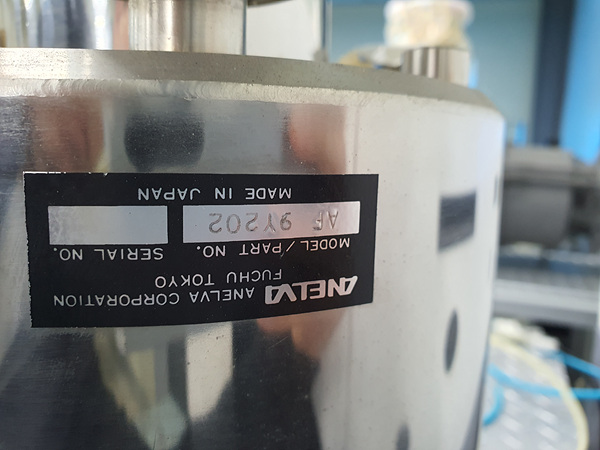 ANELVA ANELVA CORPORATION
FUCHU TOKYO
MODEL/PART NO. SERIAL NO.
AF 9Y202
MADE IN JAPAN